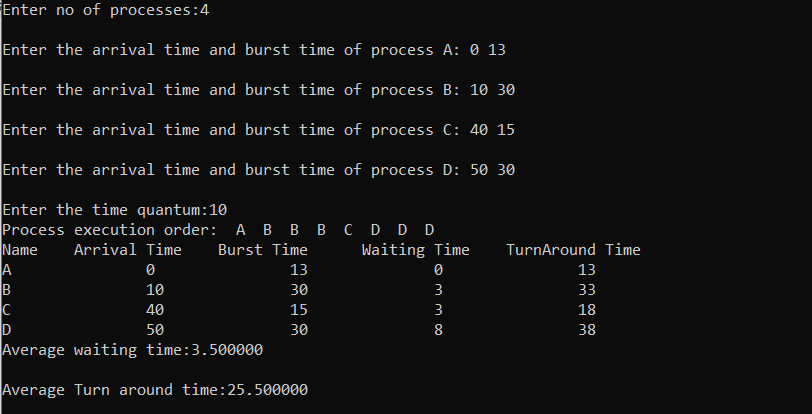 Enter no of processes:4
Enter the arrival time and burst time of process A: 0 13
Enter the arrival time and burst time of process B: 10 30
Enter the arrival time and burst time of process C: 40 15
Enter the arrival time and burst time of process D: 50 30
Enter the time quantum:10
Process execution order:  A  B  B  B  C  D  D  D
Name    Arrival Time    Burst Time      Waiting Time    TurnAround Time
A               0               13              0               13
B               10              30              3               33
C               40              15              3               18
D               50              30              8               38
Average waiting time:3.500000
Average Turn around time:25.500000